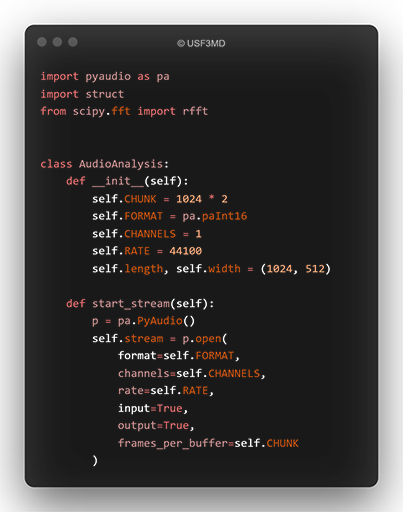 © USF3MD
import pyaudio as pa
import struct
from scipy.fft import rfft
class AudioAnalysis:
    def __init__(self):
        self.CHUNK = 1024 * 2
        self.FORMAT = pa.paInt16
        self.CHANNELS = 1
        self.RATE = 44100
        self.length, self.width = (1024, 512)
    def start_stream(self):
        p = pa.PyAudio()
        self.stream = p.open(
            format=self.FORMAT,
            channels=self.CHANNELS,
            rate=self.RATE,
            input=True,
            output=True,
            frames_per_buffer=self.CHUNK
        )